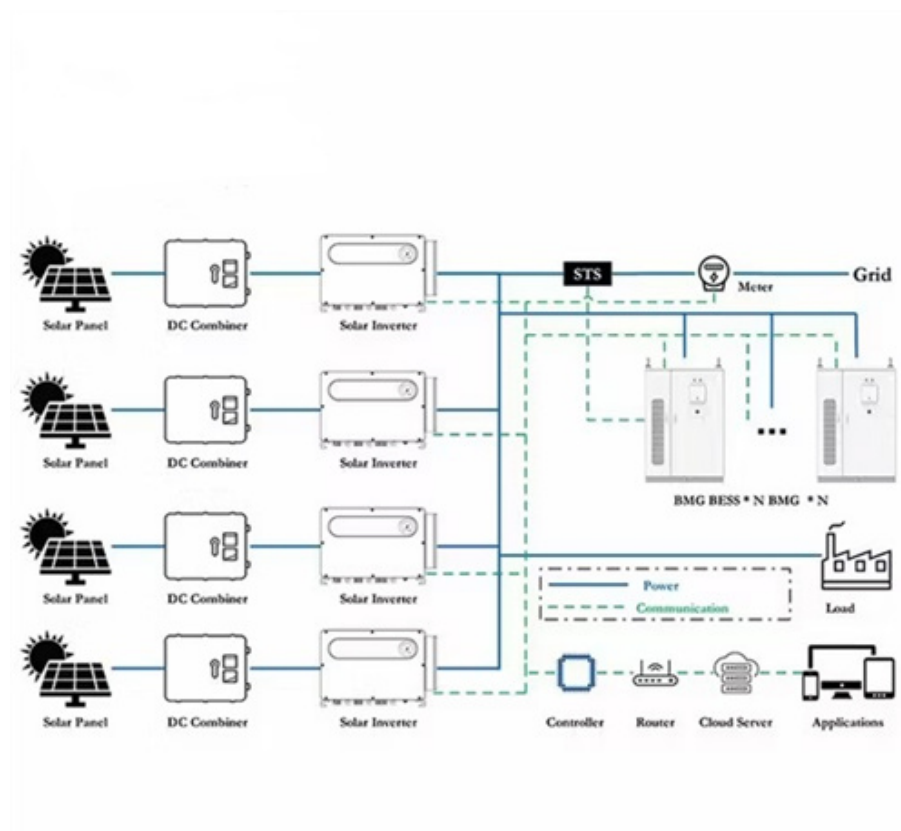 STS
Grid
Meter
Solar Panel DC Combiner Solar Inverter
Solar Panel DC Combiner Solar Inverter
BMG BESS * N BMG * N
Solar Panel DC Combiner Solar Inverter
Power
Communication
Load
Solar Panel DC Combiner Solar Inverter
Controller Router Cloud Server Applications